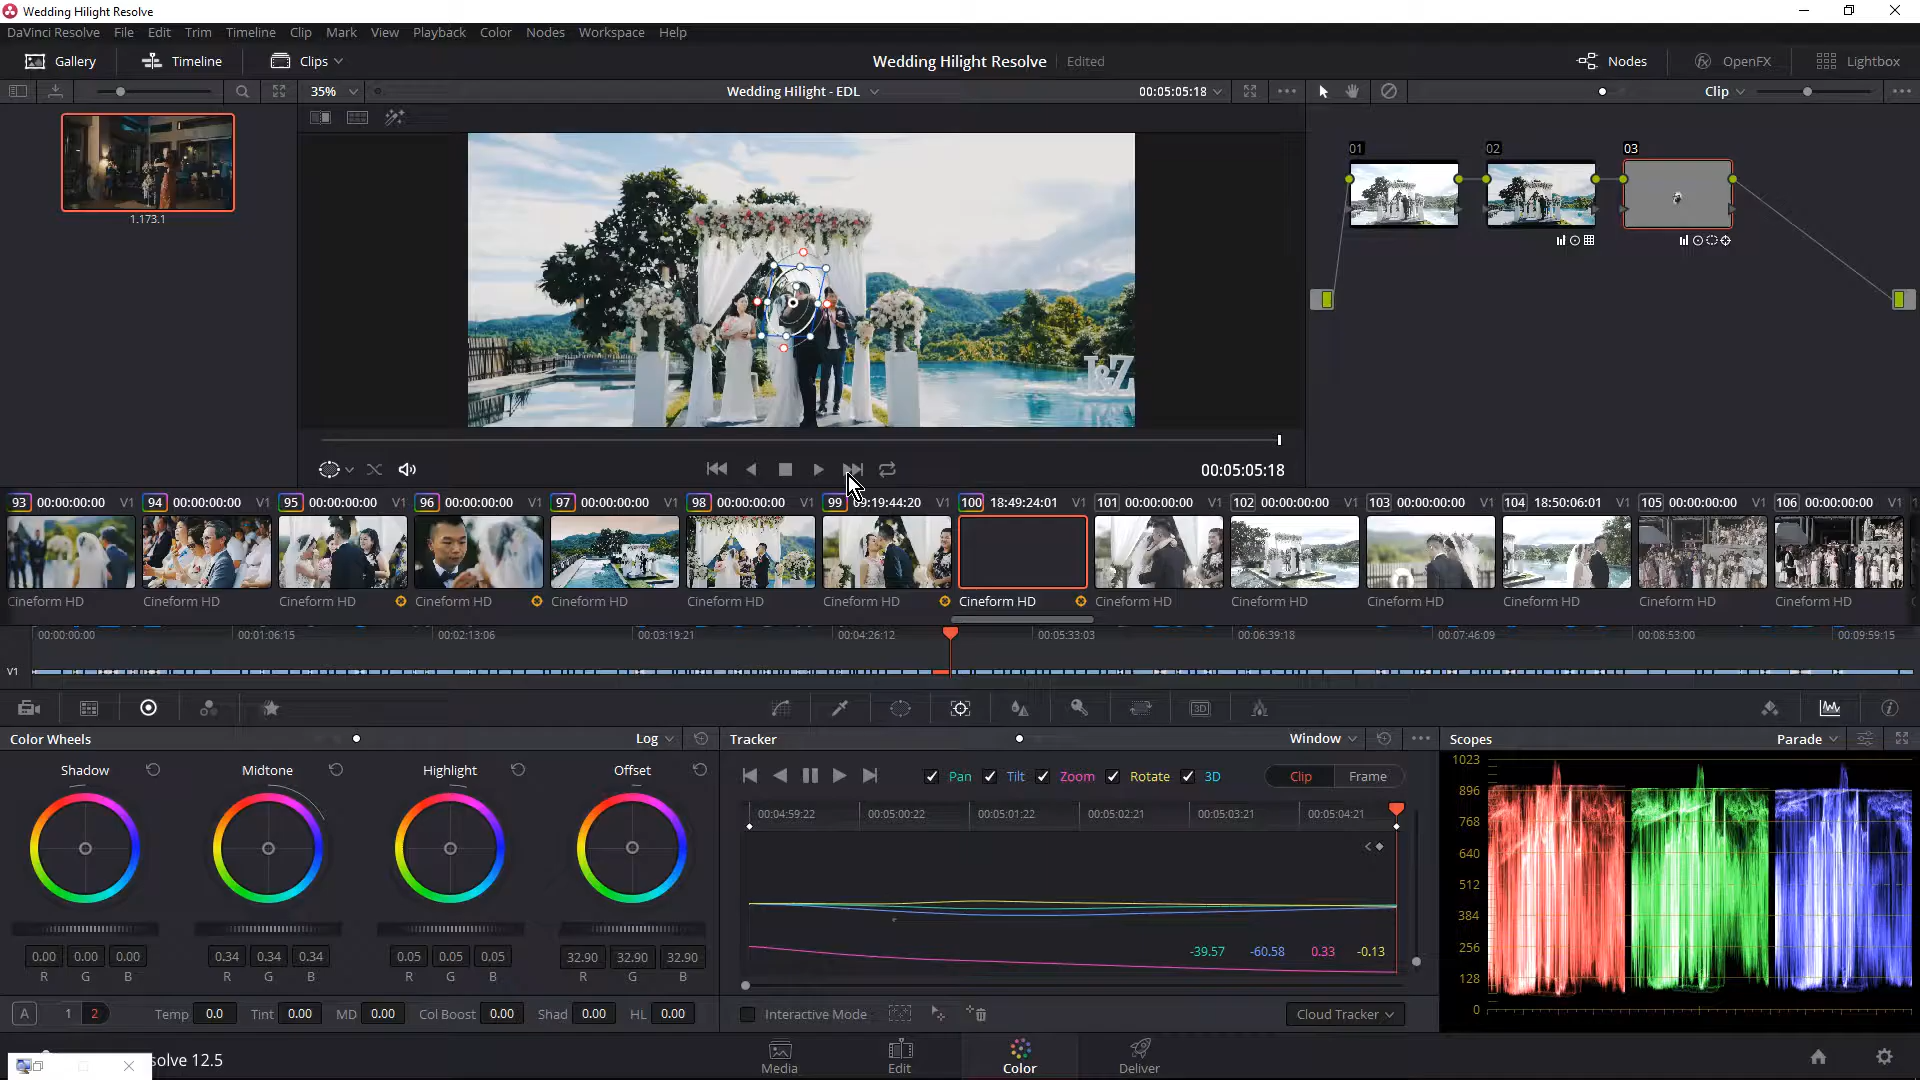 Wedding Hilight Resolve
DaVinci Resolve File Edit Trim Timeline Clip Mark View Playback Color Nodes Workspace Help
Gallery Timeline Clips Wedding Hilight Resolve Edited Nodes OpenFX Lightbox
35% Wedding Hilight - EDL 00:05:05:18 Clip
1.173.1
01 02 03
J&Z
00:05:05:18
93 00:00:00:00 V1 94 00:00:00:00 V1 95 00:00:00:00 V1 96 00:00:00:00 V1 97 00:00:00:00 V1 98 00:00:00:00 V1 99 09:19:44:20 V1 100 18:49:24:01 V1 101 00:00:00:00 V1 102 00:00:00:00 V1 103 00:00:00:00 V1 104 18:50:06:01 V1 105 00:00:00:00 V1 106 00:00:00:00 V1
Cineform HD Cineform HD Cineform HD Cineform HD Cineform HD Cineform HD Cineform HD Cineform HD Cineform HD Cineform HD Cineform HD Cineform HD Cineform HD Cineform HD
00:00:00:00 00:01:06:15 00:02:13:06 00:03:19:21 00:04:26:12 00:05:33:03 00:06:39:18 00:07:46:09 00:08:53:00 00:09:59:15
V1
3D
Color Wheels Log Tracker Window Scopes Parade
Shadow Midtone Highlight Offset
Pan Tilt Zoom Rotate 3D Clip Frame
00:04:59:22 00:05:00:22 00:05:01:22 00:05:02:21 00:05:03:21 00:05:04:21
1023
896
768
640
512
384
256
128
0
-39.57 -60.58 0.33 -0.13
0.00 0.00 0.00 0.34 0.34 0.34 0.05 0.05 0.05 32.90 32.90 32.90
R G B R G B R G B R G B
A 1 2 Temp 0.0 Tint 0.00 MD 0.00 Col Boost 0.00 Shad 0.00 HL 0.00
Interactive Mode Cloud Tracker
solve 12.5
Media Edit Color Deliver